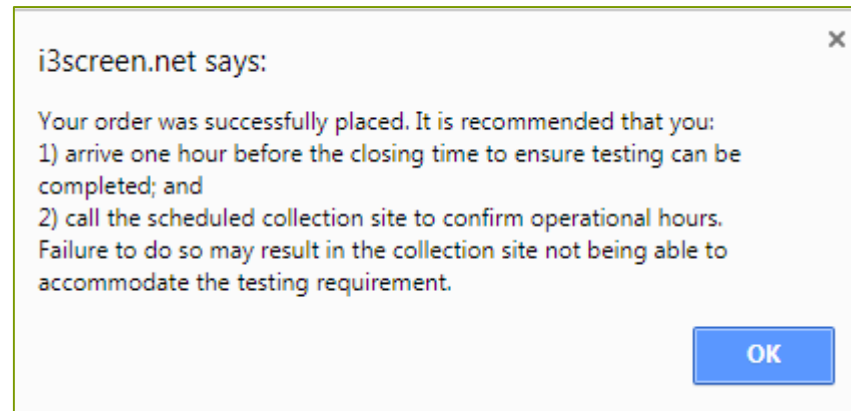 i3screen.net says:
Your order was successfully placed. It is recommended that you:
1) arrive one hour before the closing time to ensure testing can be
completed; and
2) call the scheduled collection site to confirm operational hours.
Failure to do so may result in the collection site not being able to
accommodate the testing requirement.
OK